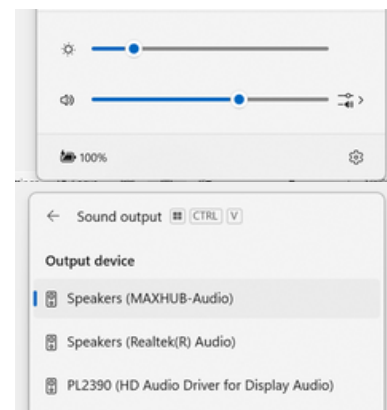 100%
Sound output CTRL V
Output device
Speakers (MAXHUB-Audio)
Speakers (Realtek(R) Audio)
PL2390 (HD Audio Driver for Display Audio)